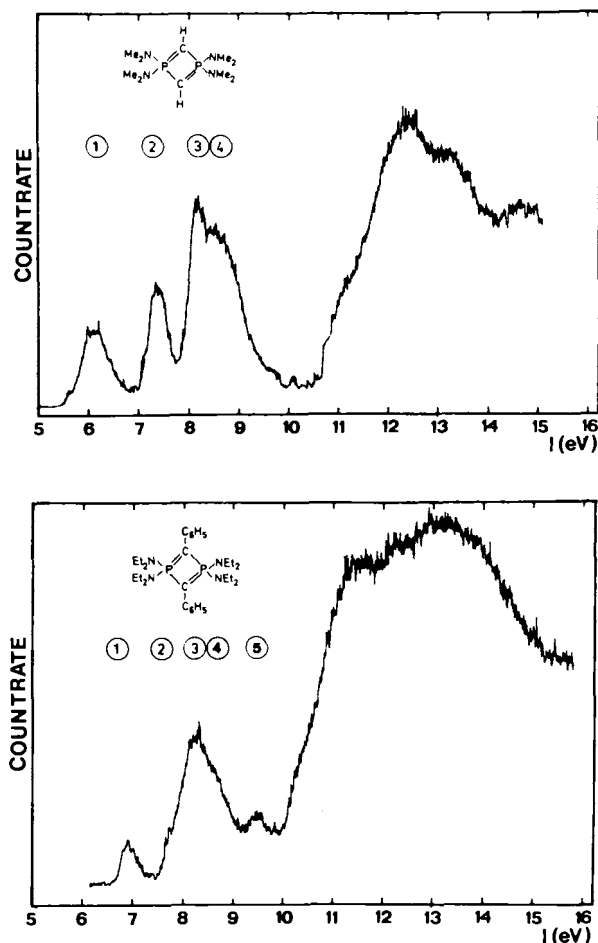 H
C
Me₂N
NMe₂
P
P
Me₂N
NMe₂
C
H
1 2 3 4
COUNTRATE
5 6 7 8 9 10 11 12 13 14 15 16
I (eV)
C₆H₅
C
Et₂N
NEt₂
P
P
Et₂N
NEt₂
C
C₆H₅
1 2 3 4 5
COUNTRATE
5 6 7 8 9 10 11 12 13 14 15 16
I (eV)